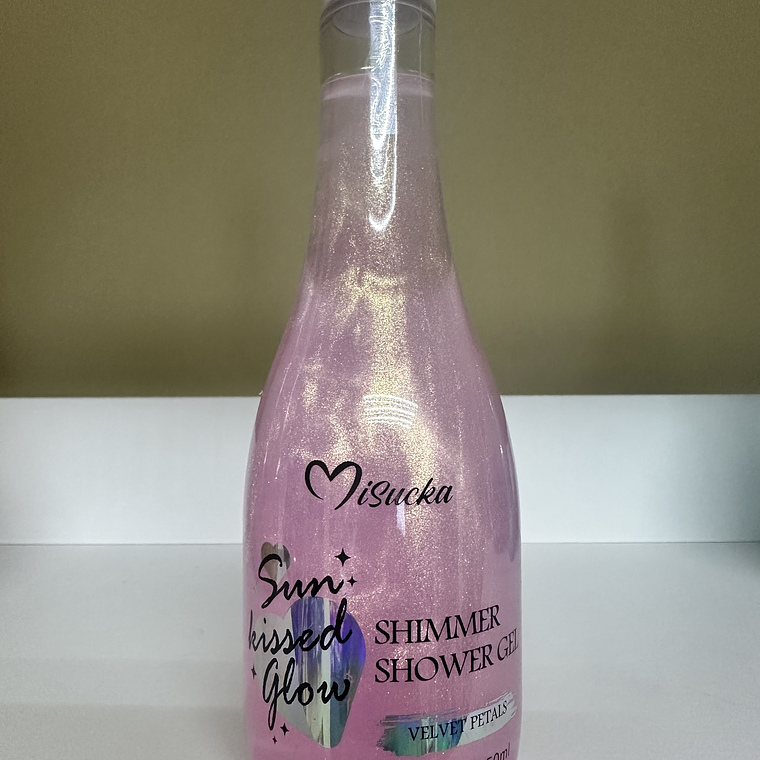 MiSucka
Sun
kissed
Glow
SHIMMER
SHOWER GEL
VELVET PETALS